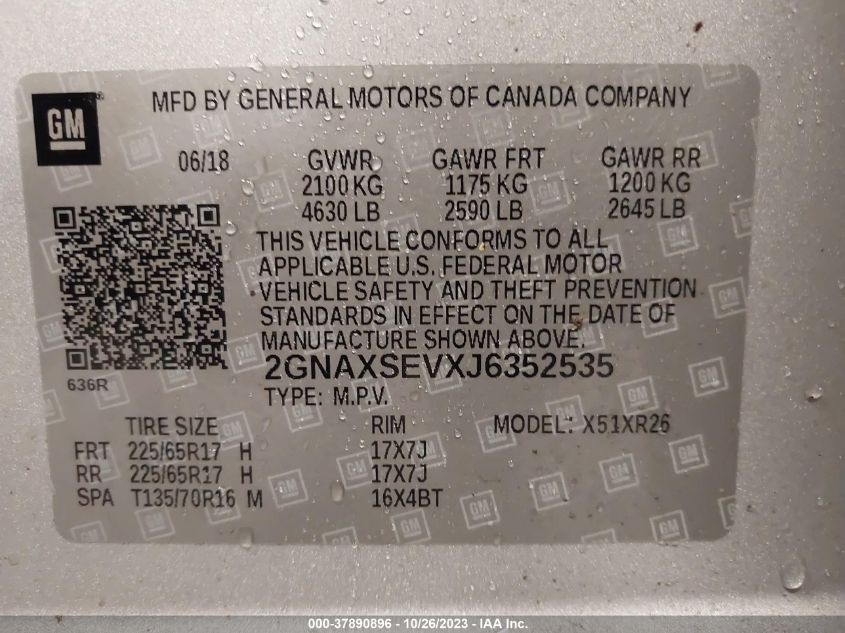 GM
MFD BY GENERAL MOTORS OF CANADA COMPANY
06/18 GVWR GAWR FRT GAWR RR
2100 KG 1175 KG 1200 KG
4630 LB 2590 LB 2645 LB
THIS VEHICLE CONFORMS TO ALL
APPLICABLE U.S. FEDERAL MOTOR
VEHICLE SAFETY AND THEFT PREVENTION
STANDARDS IN EFFECT ON THE DATE OF
MANUFACTURE SHOWN ABOVE.
2GNAXSEVXJ6352535
636R
TYPE: M.P.V.
TIRE SIZE RIM MODEL: X51XR26
FRT 225/65R17 H 17X7J
RR 225/65R17 H 17X7J
SPA T135/70R16 M 16X4BT
000-37890896 - 10/26/2023 - IAA Inc.